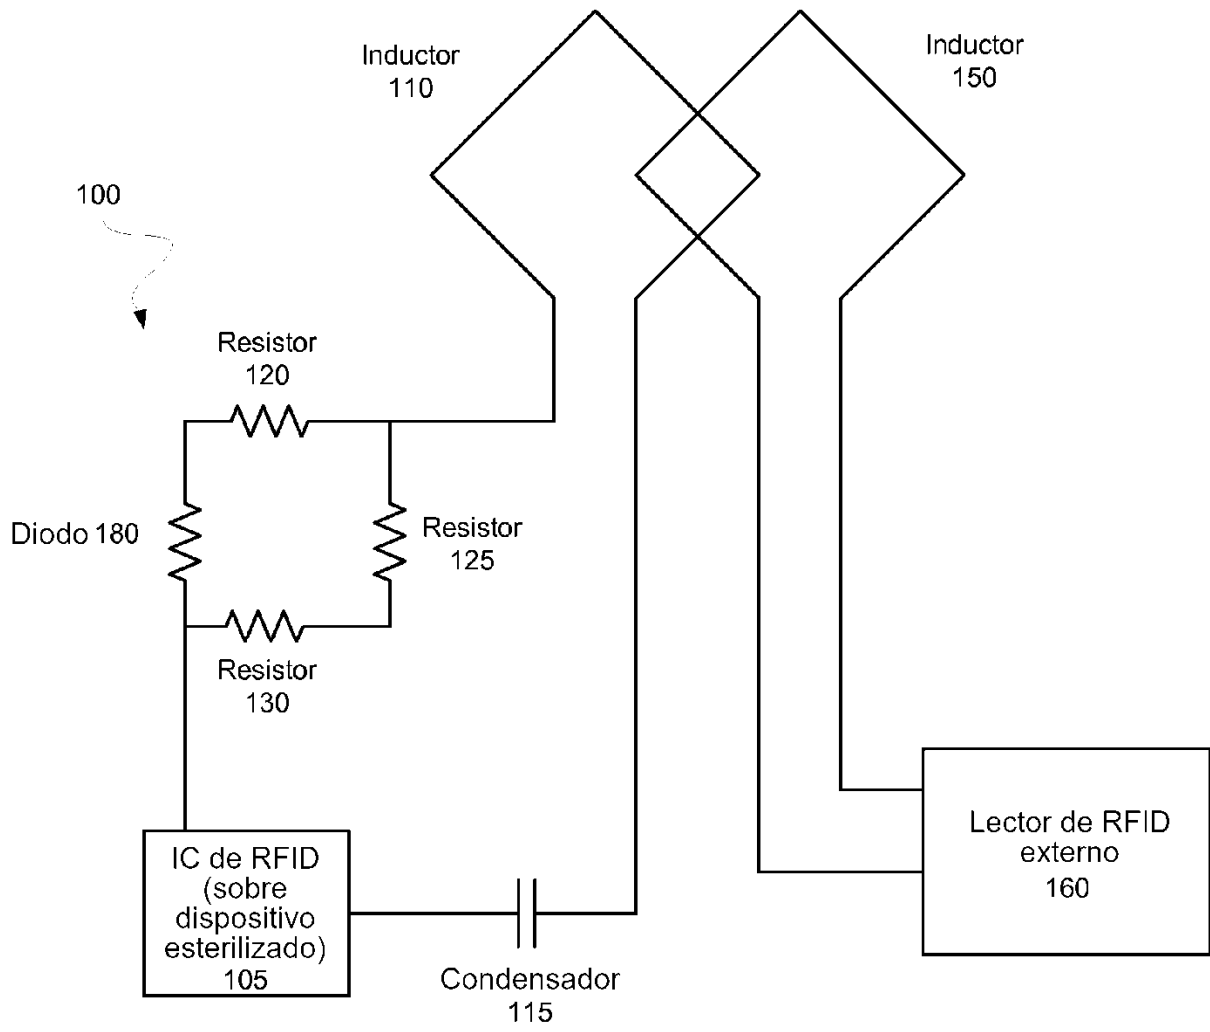 Inductor
110
Inductor
150
100
Resistor
120
Diodo 180
Resistor
125
Resistor
130
IC de RFID
(sobre
dispositivo
esterilizado)
105
Condensador
115
Lector de RFID
externo
160